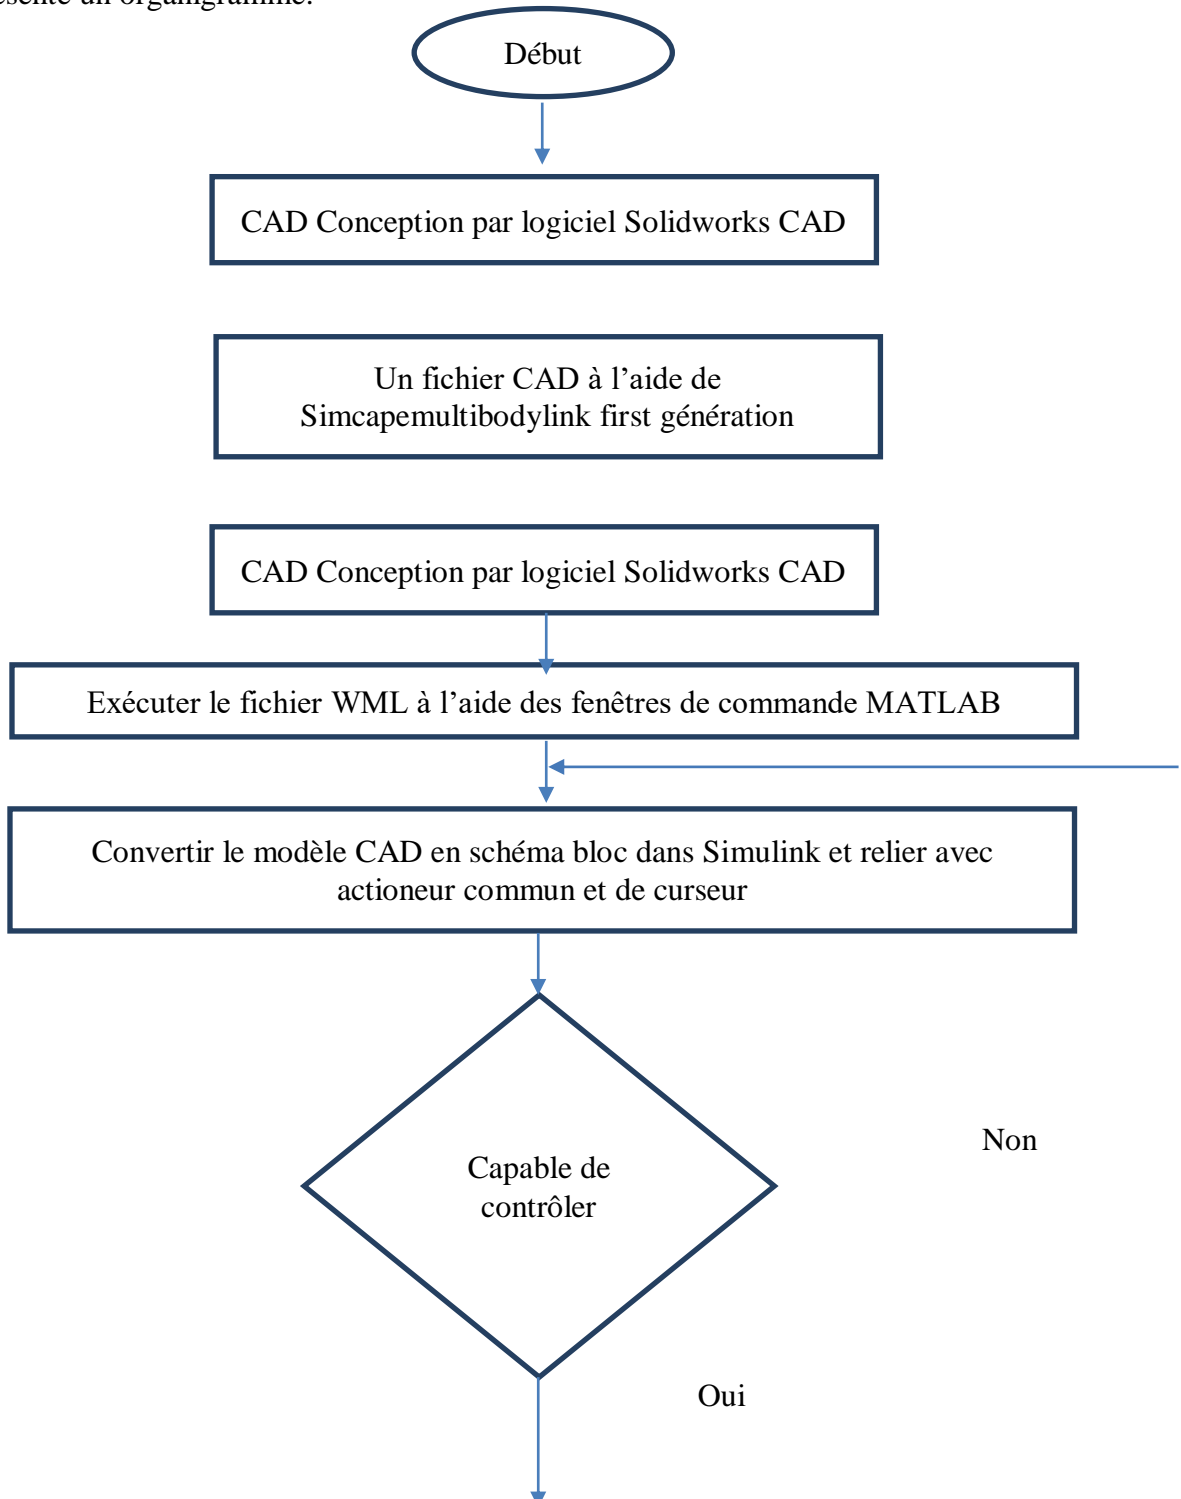 un organigramme.
Début
CAD Conception par logiciel Solidworks CAD
Un fichier CAD à l’aide de
Simcapemultibodylink first génération
CAD Conception par logiciel Solidworks CAD
Exécuter le fichier WML à l’aide des fenêtres de commande MATLAB
Convertir le modèle CAD en schéma bloc dans Simulink et relier avec
actioneur commun et de curseur
Non
Capable de
contrôler
Oui